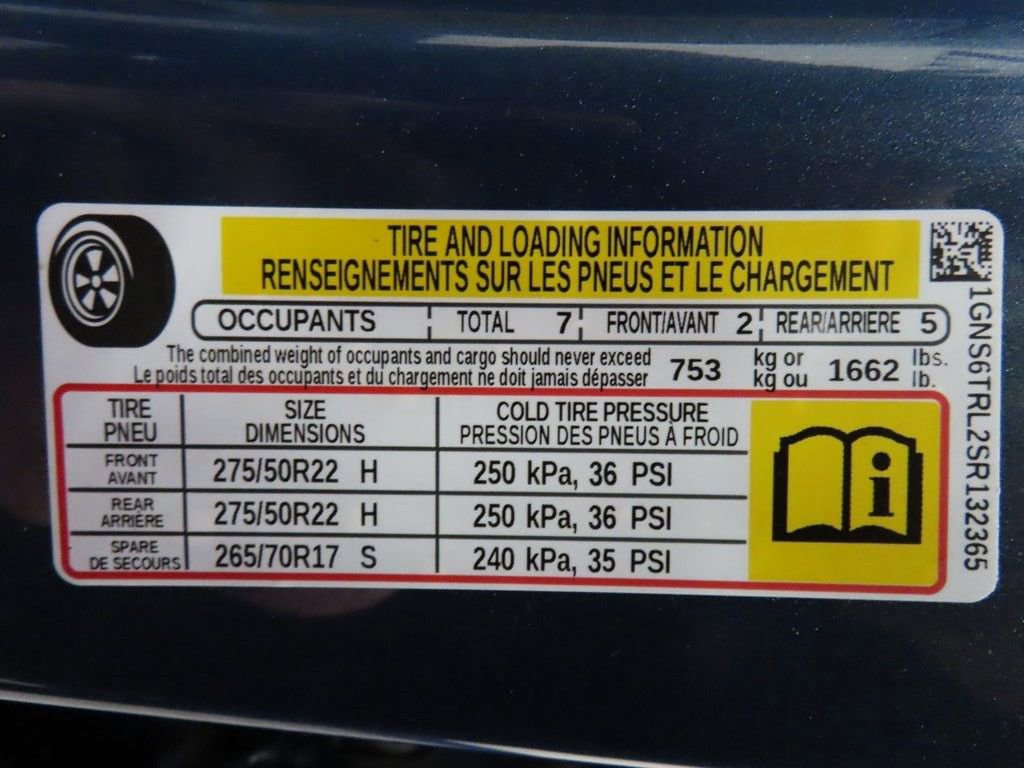 TIRE AND LOADING INFORMATION
RENSEIGNEMENTS SUR LES PNEUS ET LE CHARGEMENT
OCCUPANTS TOTAL 7 FRONT/AVANT 2 REAR/ARRIÈRE 5
The combined weight of occupants and cargo should never exceed 753 kg or 1662 lbs.
Le poids total des occupants et du chargement ne doit jamais dépasser kg ou lb.
TIRE SIZE COLD TIRE PRESSURE
PNEU DIMENSIONS PRESSION DES PNEUS À FROID
FRONT
AVANT 275/50R22 H 250 kPa, 36 PSI
REAR
ARRIÈRE 275/50R22 H 250 kPa, 36 PSI
SPARE
DE SECOURS 265/70R17 S 240 kPa, 35 PSI
i
1GNS6TRL2SR132365